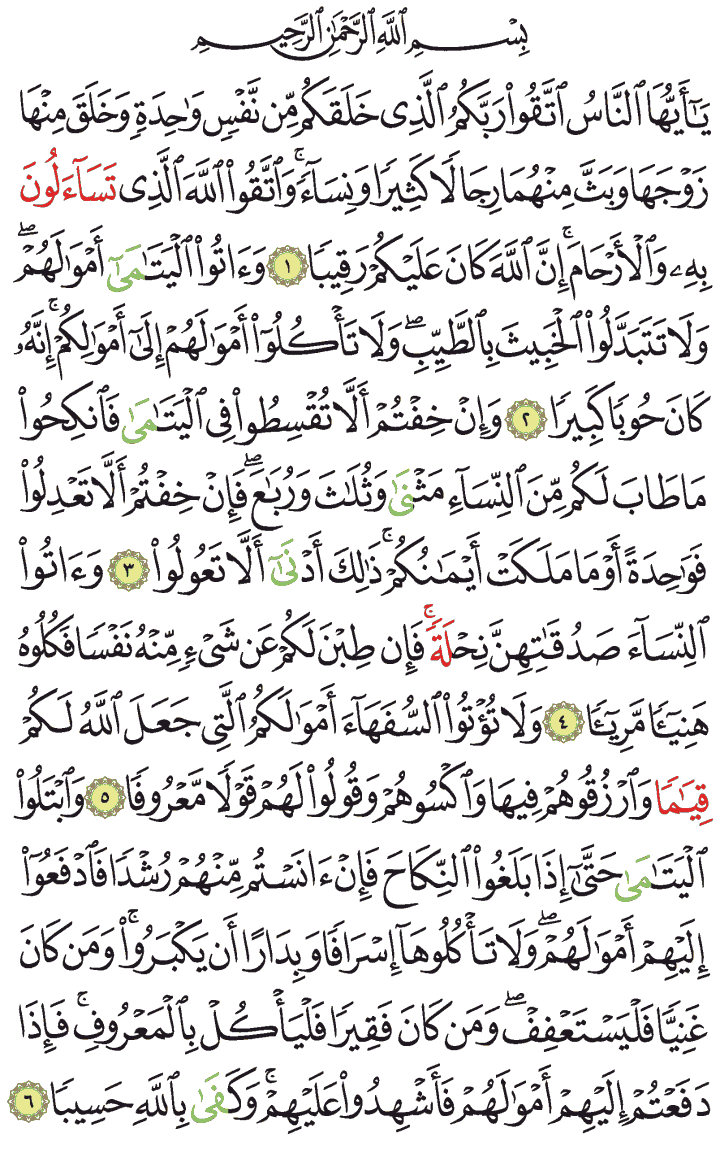 بِسْمِ ٱللَّهِ ٱلرَّحْمَٰنِ ٱلرَّحِيمِ
يَٰٓأَيُّهَا ٱلنَّاسُ ٱتَّقُوا۟ رَبَّكُمُ ٱلَّذِى خَلَقَكُم مِّن نَّفْسٍ وَٰحِدَةٍ وَخَلَقَ مِنْهَا
زَوْجَهَا وَبَثَّ مِنْهُمَا رِجَالًا كَثِيرًا وَنِسَآءً ۚ وَٱتَّقُوا۟ ٱللَّهَ ٱلَّذِى تَسَآءَلُونَ
بِهِۦ وَٱلْأَرْحَامَ ۚ إِنَّ ٱللَّهَ كَانَ عَلَيْكُمْ رَقِيبًا ١ وَءَاتُوا۟ ٱلْيَتَٰمَىٰٓ أَمْوَٰلَهُمْ ۖ
وَلَا تَتَبَدَّلُوا۟ ٱلْخَبِيثَ بِٱلطَّيِّبِ ۖ وَلَا تَأْكُلُوٓا۟ أَمْوَٰلَهُمْ إِلَىٰٓ أَمْوَٰلِكُمْ ۚ إِنَّهُۥ
كَانَ حُوبًا كَبِيرًا ٢ وَإِنْ خِفْتُمْ أَلَّا تُقْسِطُوا۟ فِى ٱلْيَتَٰمَىٰ فَٱنكِحُوا۟
مَا طَابَ لَكُم مِّنَ ٱلنِّسَآءِ مَثْنَىٰ وَثُلَٰثَ وَرُبَٰعَ ۖ فَإِنْ خِفْتُمْ أَلَّا تَعْدِلُوا۟
فَوَٰحِدَةً أَوْ مَا مَلَكَتْ أَيْمَٰنُكُمْ ۚ ذَٰلِكَ أَدْنَىٰٓ أَلَّا تَعُولُوا۟ ٣ وَءَاتُوا۟
ٱلنِّسَآءَ صَدُقَٰتِهِنَّ نِحْلَةً ۚ فَإِن طِبْنَ لَكُمْ عَن شَىْءٍ مِّنْهُ نَفْسًا فَكُلُوهُ
هَنِيٓـًٔا مَّرِيٓـًٔا ٤ وَلَا تُؤْتُوا۟ ٱلسُّفَهَآءَ أَمْوَٰلَكُمُ ٱلَّتِى جَعَلَ ٱللَّهُ لَكُمْ
قِيَٰمًا وَٱرْزُقُوهُمْ فِيهَا وَٱكْسُوهُمْ وَقُولُوا۟ لَهُمْ قَوْلًا مَّعْرُوفًا ٥ وَٱبْتَلُوا۟
ٱلْيَتَٰمَىٰ حَتَّىٰٓ إِذَا بَلَغُوا۟ ٱلنِّكَاحَ فَإِنْ ءَانَسْتُم مِّنْهُمْ رُشْدًا فَٱدْفَعُوٓا۟
إِلَيْهِمْ أَمْوَٰلَهُمْ ۖ وَلَا تَأْكُلُوهَآ إِسْرَافًا وَبِدَارًا أَن يَكْبَرُوا۟ ۚ وَمَن كَانَ
غَنِيًّا فَلْيَسْتَعْفِفْ ۖ وَمَن كَانَ فَقِيرًا فَلْيَأْكُلْ بِٱلْمَعْرُوفِ ۚ فَإِذَا
دَفَعْتُمْ إِلَيْهِمْ أَمْوَٰلَهُمْ فَأَشْهِدُوا۟ عَلَيْهِمْ ۚ وَكَفَىٰ بِٱللَّهِ حَسِيبًا ٦